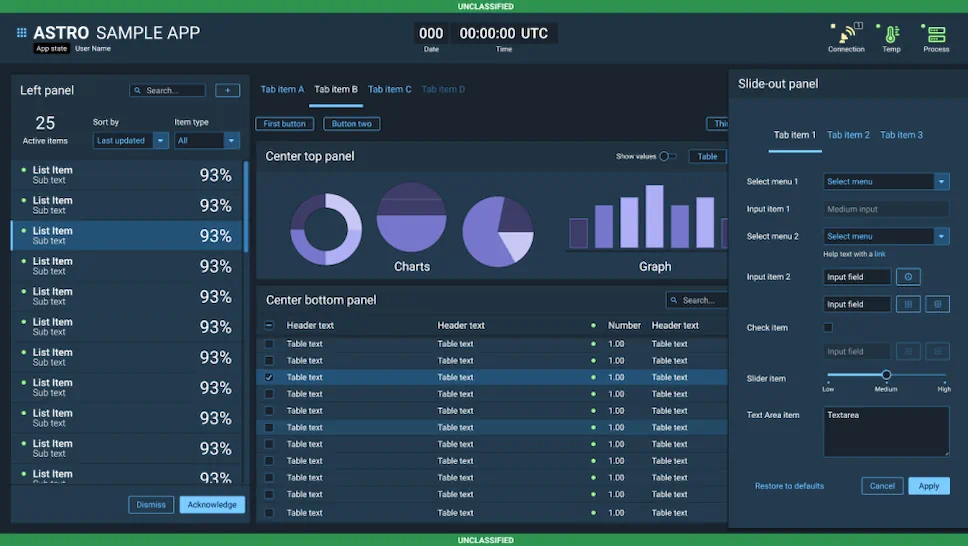 UNCLASSIFIED
ASTRO SAMPLE APP
App state User Name
000 00:00:00 UTC
Date Time
1
Connection Temp Process
Left panel
Search...
+
25
Active items
Sort by
Last updated
Item type
All
List Item
Sub text
93%
List Item
Sub text
93%
List Item
Sub text
93%
List Item
Sub text
93%
List Item
Sub text
93%
List Item
Sub text
93%
List Item
Sub text
93%
List Item
Sub text
93%
List Item
Sub text
93%
List Item
Sub text
93%
List Item
Sub text
93%
Dismiss Acknowledge
Tab item A Tab item B Tab item C Tab item D
First button Button two Thi
Center top panel
Show values
Table
Charts
Graph
Center bottom panel
Search...
Header text Header text Number Header text
Table text Table text 1.00 Table text
Table text Table text 1.00 Table text
Table text Table text 1.00 Table text
Table text Table text 1.00 Table text
Table text Table text 1.00 Table text
Table text Table text 1.00 Table text
Table text Table text 1.00 Table text
Table text Table text 1.00 Table text
Table text Table text 1.00 Table text
Table text Table text 1.00 Table text
Table text Table text 1.00 Table text
Slide-out panel
Tab item 1 Tab item 2 Tab item 3
Select menu 1 Select menu
Input item 1 Medium input
Select menu 2 Select menu
Help text with a link
Input item 2 Input field
Input field
Check item
Input field
Slider item
Low Medium High
Text Area item Textarea
Restore to defaults Cancel Apply
UNCLASSIFIED